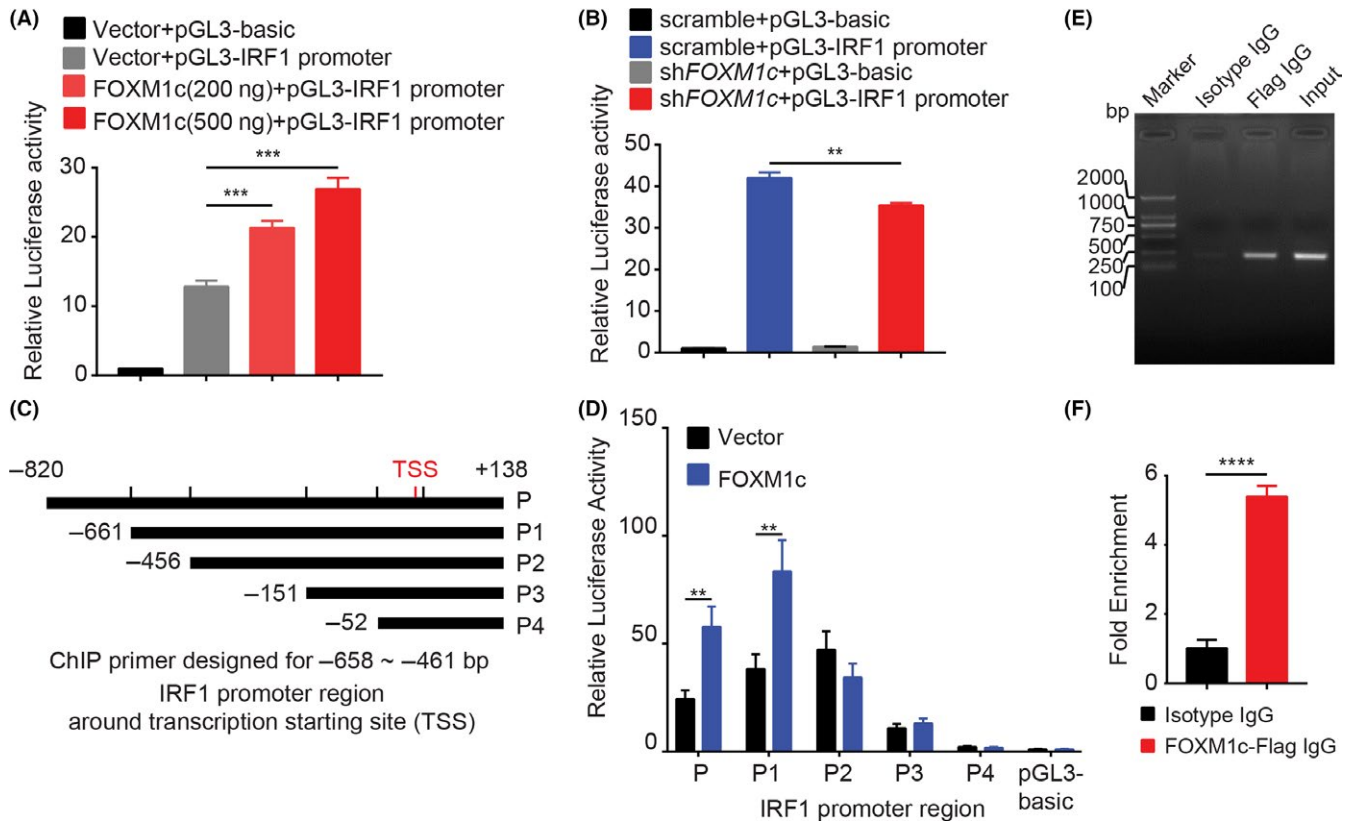 (A)
Vector+pGL3-basic
Vector+pGL3-IRF1 promoter
FOXM1c(200 ng)+pGL3-IRF1 promoter
FOXM1c(500 ng)+pGL3-IRF1 promoter
Relative Luciferase activity
30
20
10
0
***
***
(B)
scramble+pGL3-basic
scramble+pGL3-IRF1 promoter
shFOXM1c+pGL3-basic
shFOXM1c+pGL3-IRF1 promoter
Relative Luciferase activity
50
40
30
20
10
0
**
(E)
bp
Marker
Isotype IgG
Flag IgG
Input
2000
1000
750
500
250
100
(C)
–820
TSS
+138
P
–661
P1
–456
P2
–151
P3
–52
P4
ChIP primer designed for –658 ~ –461 bp
IRF1 promoter region
around transcription starting site (TSS)
(D)
Vector
FOXM1c
Relative Luciferase Activity
150
100
50
0
**
**
P
P1
P2
P3
P4
pGL3-
basic
IRF1 promoter region
(F)
Fold Enrichment
6
4
2
0
****
Isotype IgG
FOXM1c-Flag IgG